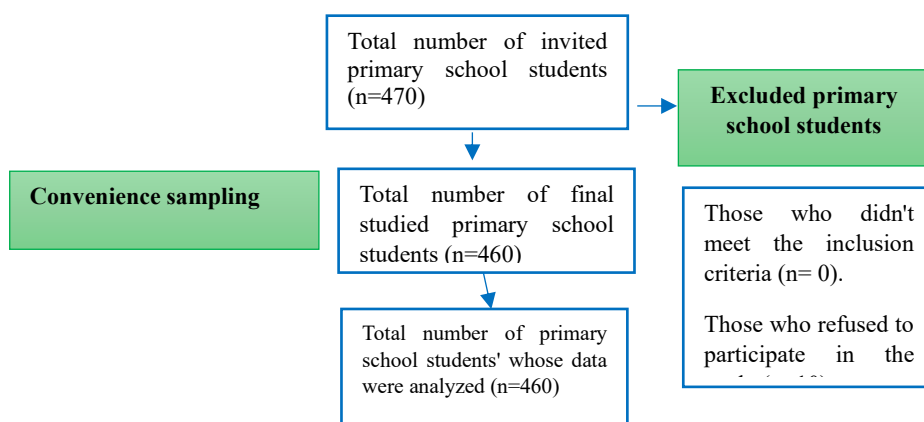 Total number of invited
primary school students
(n=470)
Excluded primary
school students
Convenience sampling
Total number of final
studied primary school
students (n=460)
Those who didn't
meet the inclusion
criteria (n= 0).
Those who refused to
participate in the
Total number of primary
school students' whose data
were analyzed (n=460)